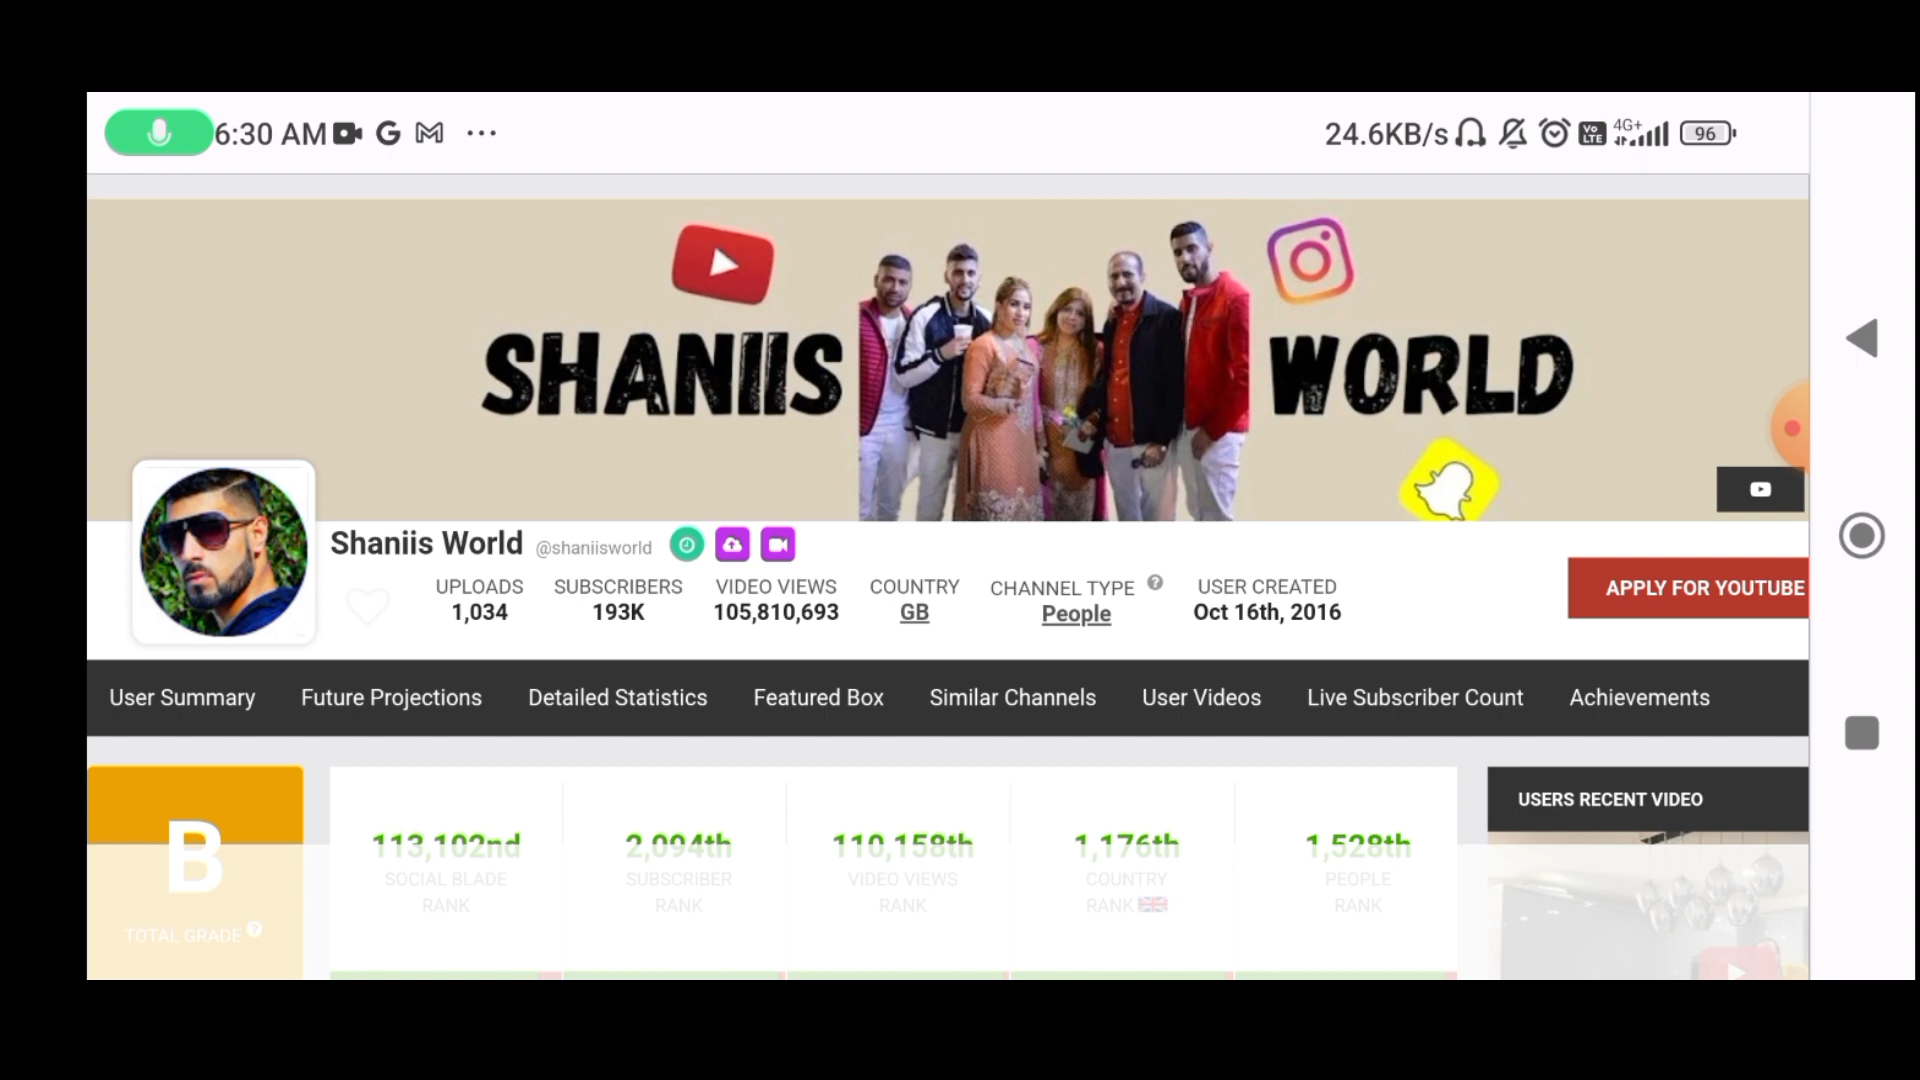 6:30 AM
24.6KB/s 4G+ 96
Vo
LTE
SHANIIS WORLD
Shaniis World @shaniisworld
UPLOADS SUBSCRIBERS VIDEO VIEWS COUNTRY CHANNEL TYPE ? USER CREATED
1,034 193K 105,810,693 GB People Oct 16th, 2016
APPLY FOR YOUTUBE
User Summary Future Projections Detailed Statistics Featured Box Similar Channels User Videos Live Subscriber Count Achievements
B
TOTAL GRADE ?
113,102nd 2,094th 110,158th 1,176th 1,528th
SOCIAL BLADE SUBSCRIBER VIDEO VIEWS COUNTRY PEOPLE
RANK RANK RANK RANK RANK
USERS RECENT VIDEO